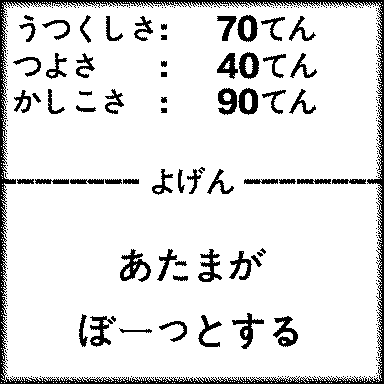 うつくしさ: 70てん
つよさ : 40てん
かしこさ : 90てん
よげん
あたまが
ぼーっとする